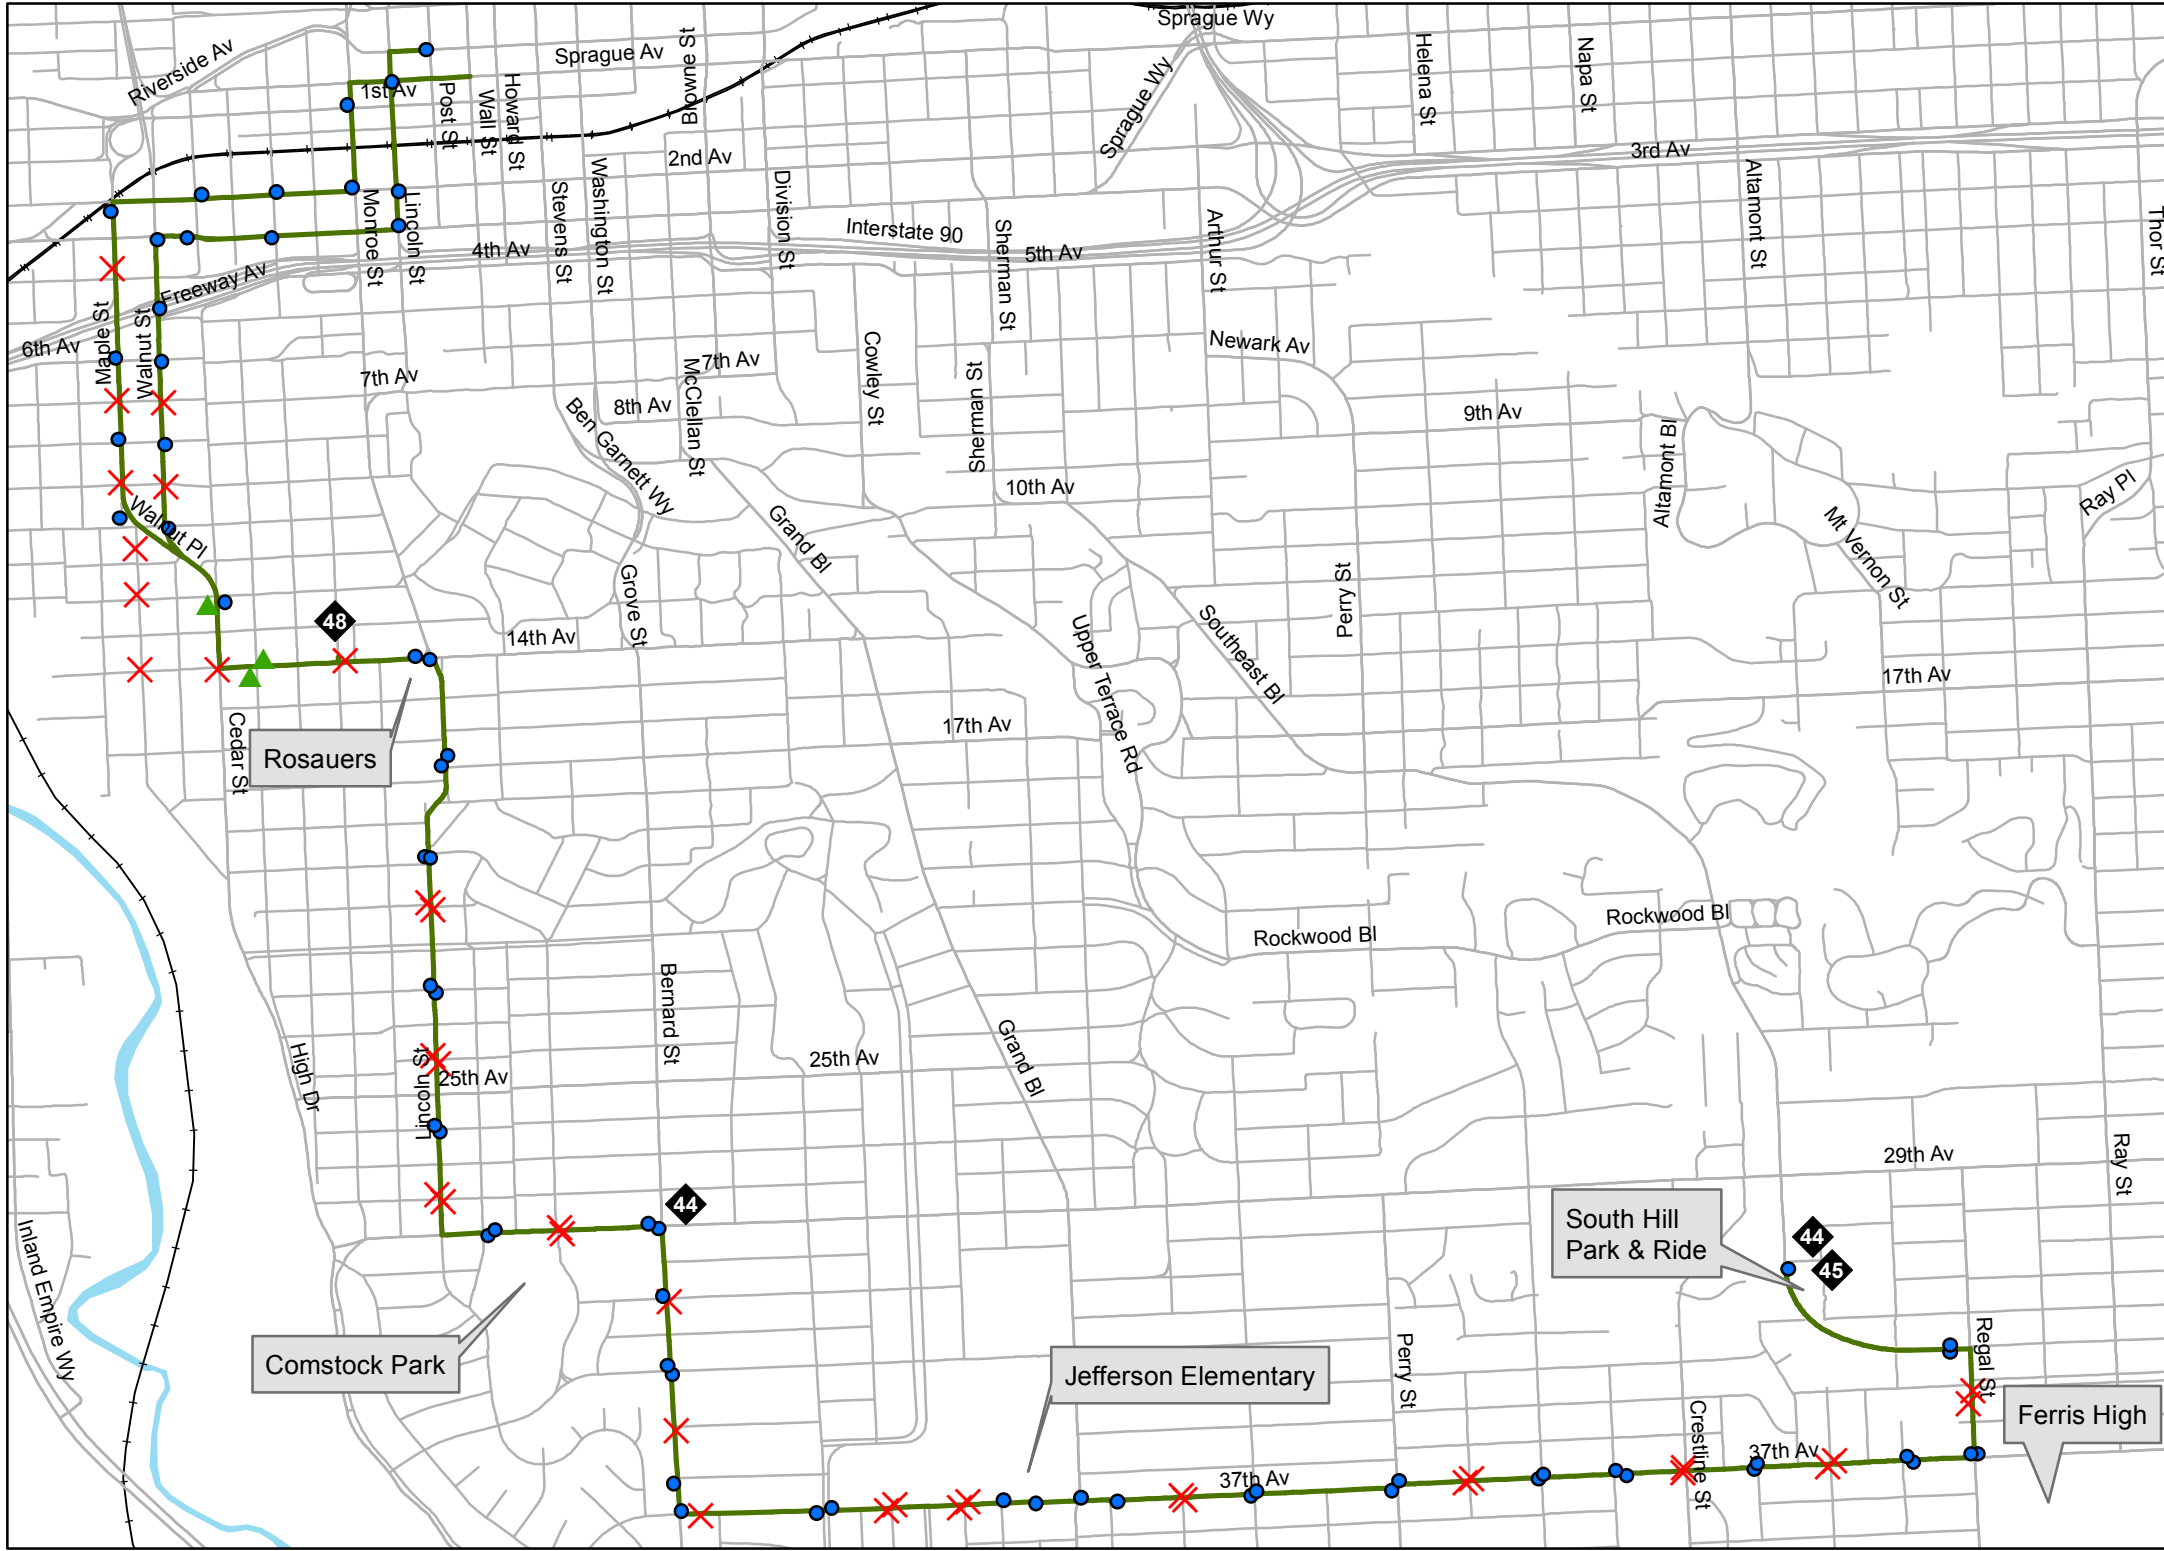 Sprague Wy
Riverside Av
Sprague Av
Browne St
Helena St
Napa St
1st Av
Post St
Wall St
Howard St
Sprague Wy
2nd Av
3rd Av
Monroe St
Lincoln St
Stevens St
Washington St
Division St
Interstate 90
Sherman St
Arthur St
Altamont St
Thor St
4th Av
5th Av
Freeway Av
6th Av
Maple St
Walnut St
7th Av
7th Av
McClellan St
Cowley St
Newark Av
8th Av
Ben Garnett Wy
Sherman St
9th Av
Altamont Bl
10th Av
Ray Pl
Walnut Pl
Grand Bl
Mt Vernon St
Grove St
Perry St
Southeast Bl
Upper Terrace Rd
48
14th Av
17th Av
Cedar St
Rosauers
17th Av
Rockwood Bl
Rockwood Bl
Bernard St
High Dr
Lincoln St
25th Av
25th Av
Grand Bl
29th Av
Ray St
44
South Hill
Park & Ride
44
45
Inland Empire Wy
Comstock Park
Jefferson Elementary
Perry St
Regal St
Crestline St
Ferris High
37th Av
37th Av